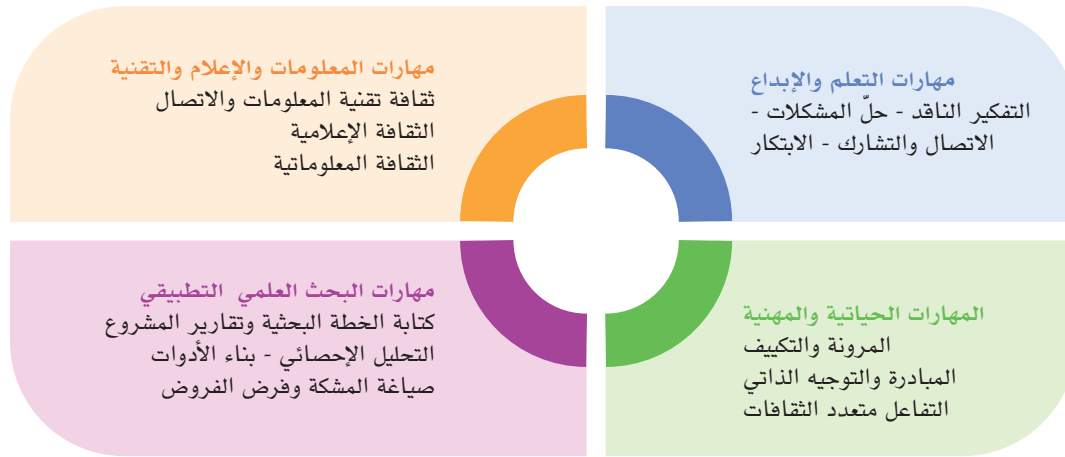 مهارات التعلم والإبداع
التفكير الناقد - حلّ المشكلات -
الاتصال والتشارك - الابتكار
مهارات المعلومات والإعلام والتقنية
ثقافة تقنية المعلومات والاتصال
الثقافة الإعلامية
الثقافة المعلوماتية
المهارات الحياتية والمهنية
المرونة والتكييف
المبادرة والتوجيه الذاتي
التفاعل متعدد الثقافات
مهارات البحث العلمي التطبيقي
كتابة الخطة البحثية وتقارير المشروع
التحليل الإحصائي - بناء الأدوات
صياغة المشكة وفرض الفروض